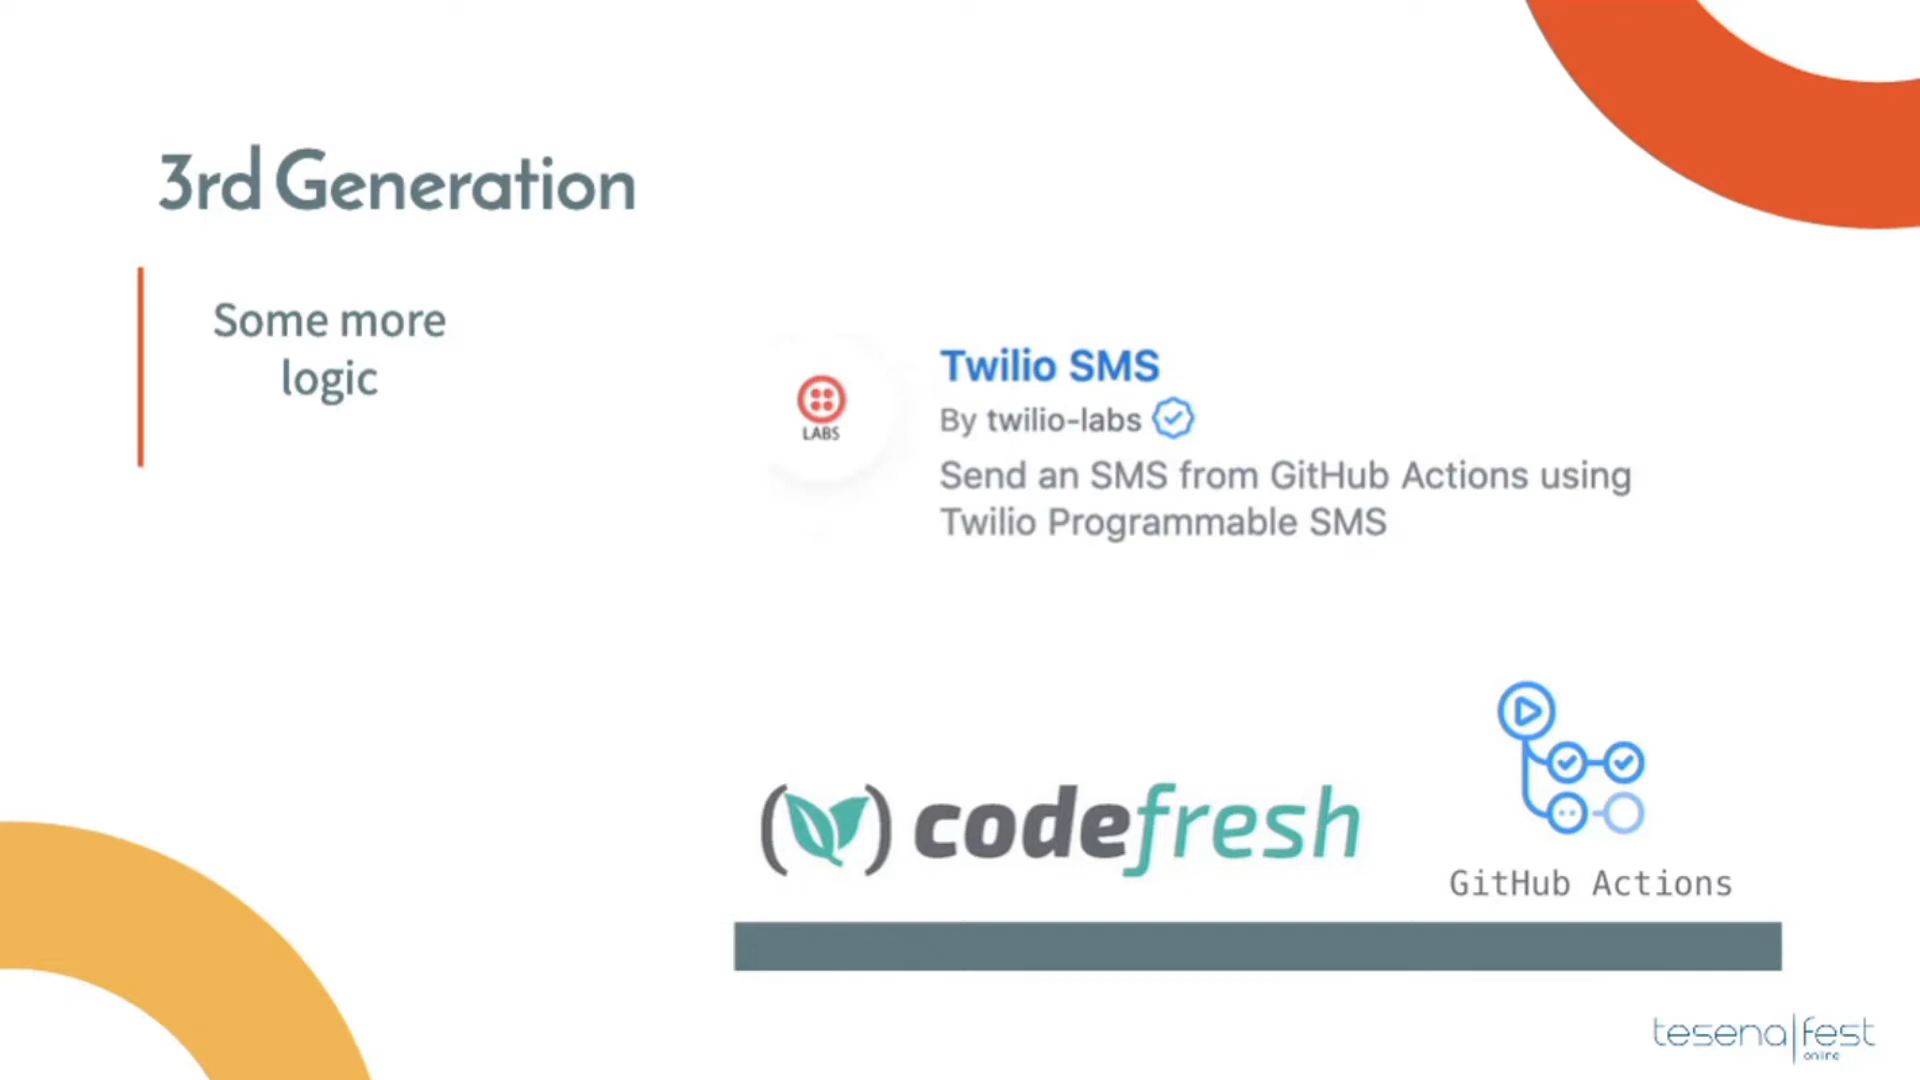 3rd Generation
Some more
logic
LABS
Twilio SMS
By twilio-labs
Send an SMS from GitHub Actions using
Twilio Programmable SMS
codefresh
GitHub Actions
tesena|fest
online